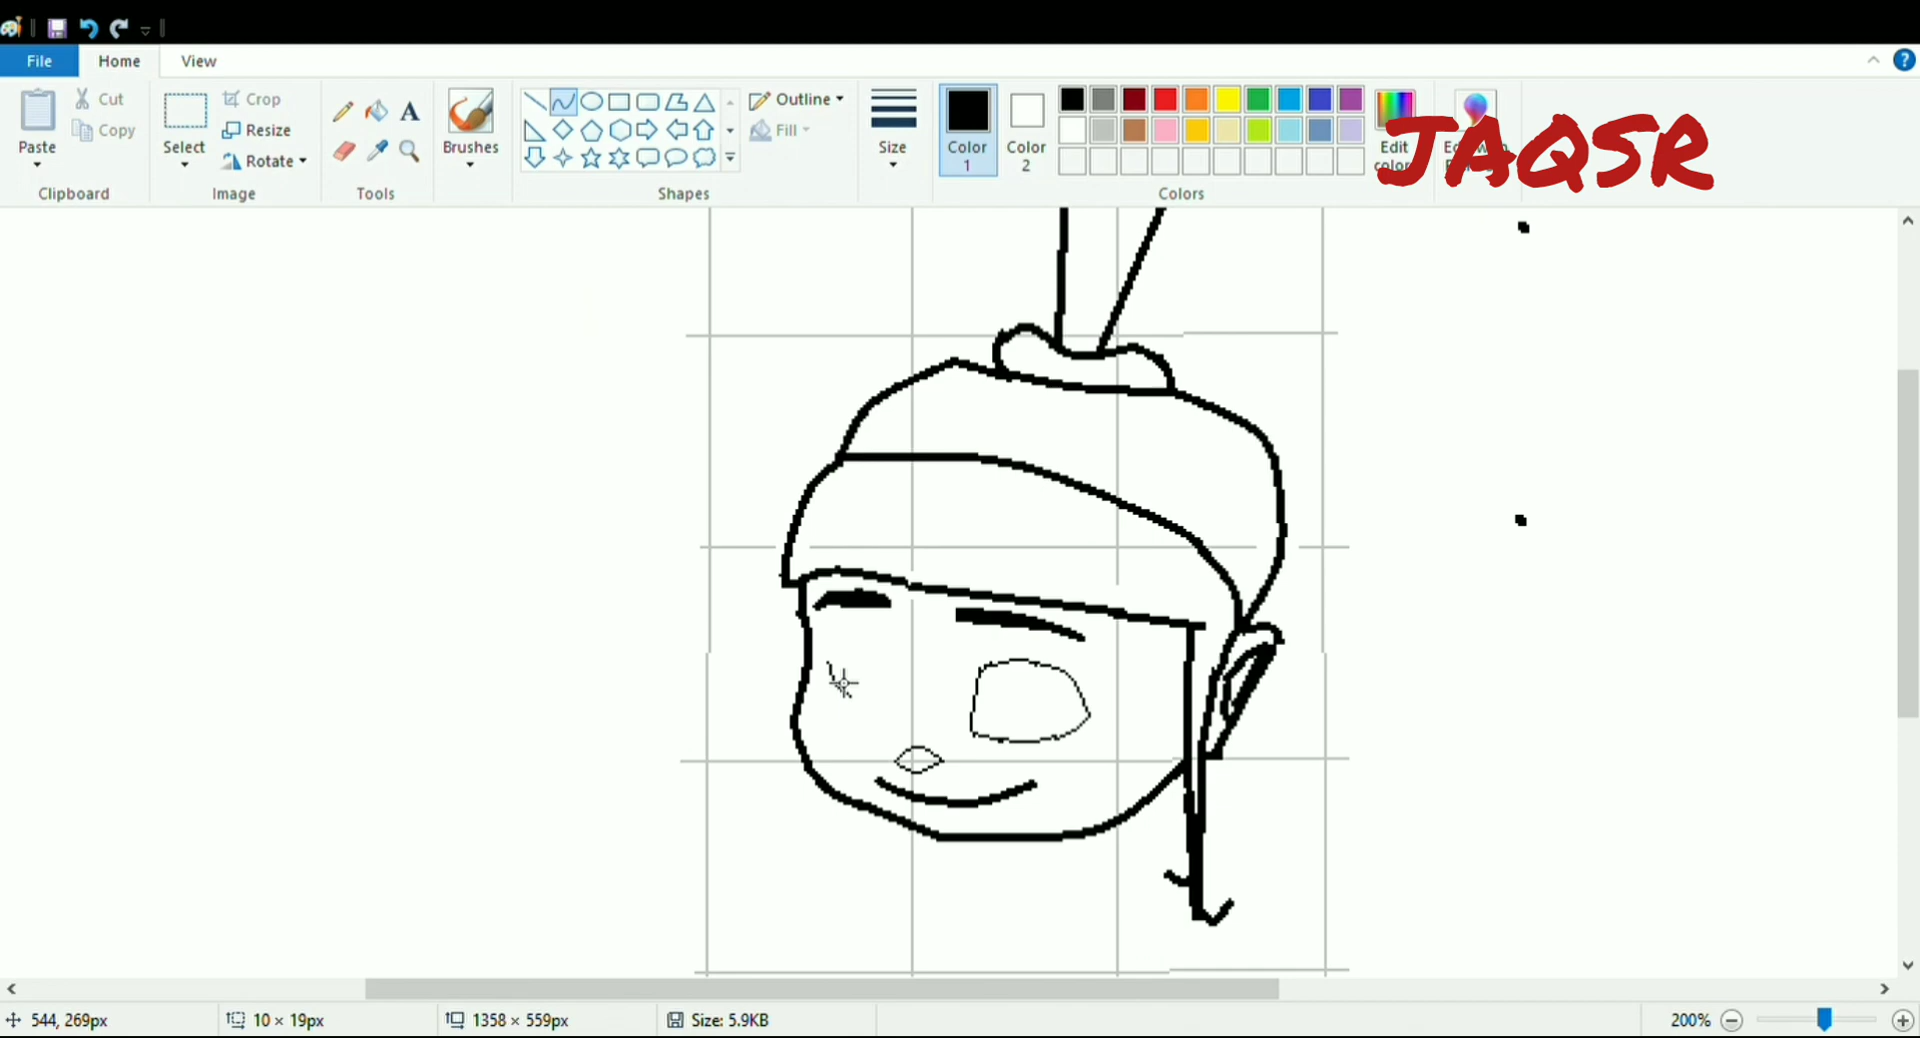 File Home View
Paste Cut Copy Clipboard
Select Crop Resize Rotate Image
A Tools
Brushes
Shapes
Outline Fill
Size
Color 1 Color 2
Edit
Colors
JAQSR
544, 269px 10 × 19px 1358 × 559px Size: 5.9KB 200%